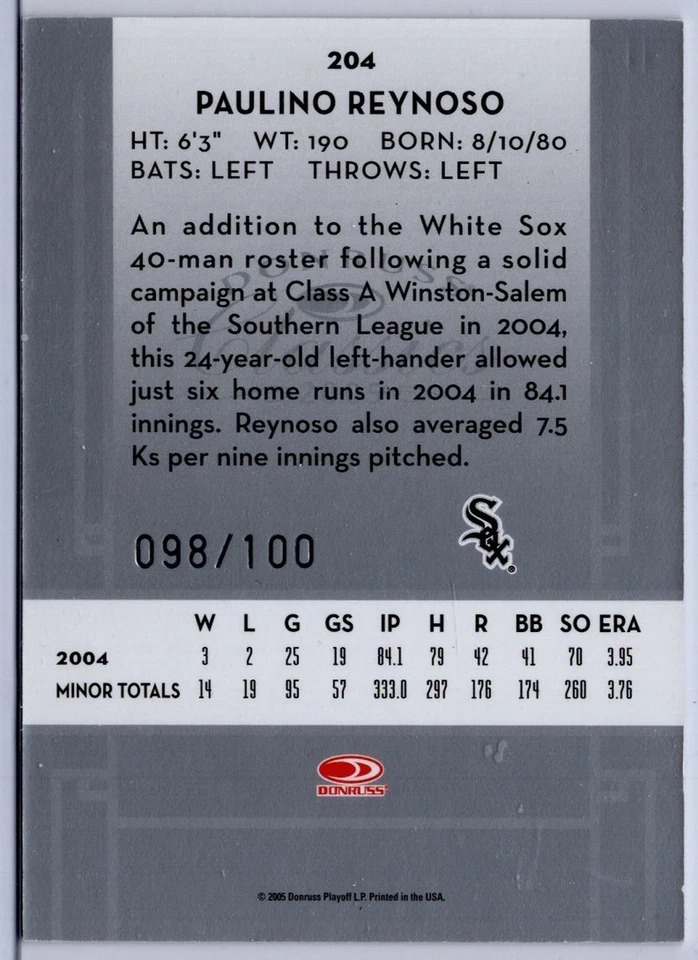 204
PAULINO REYNOSO
HT: 6'3" WT: 190 BORN: 8/10/80
BATS: LEFT THROWS: LEFT
An addition to the White Sox
40-man roster following a solid
campaign at Class A Winston-Salem
of the Southern League in 2004,
this 24-year-old left-hander allowed
just six home runs in 2004 in 84.1
innings. Reynoso also averaged 7.5
Ks per nine innings pitched.
DONRUSS
Classics
098/100
Sox
®
W L G GS IP H R BB SO ERA
2004 3 2 25 19 84.1 79 42 41 70 3.95
MINOR TOTALS 14 19 95 57 333.0 297 176 174 260 3.76
DONRUSS
© 2005 Donruss Playoff L.P. Printed in the USA.